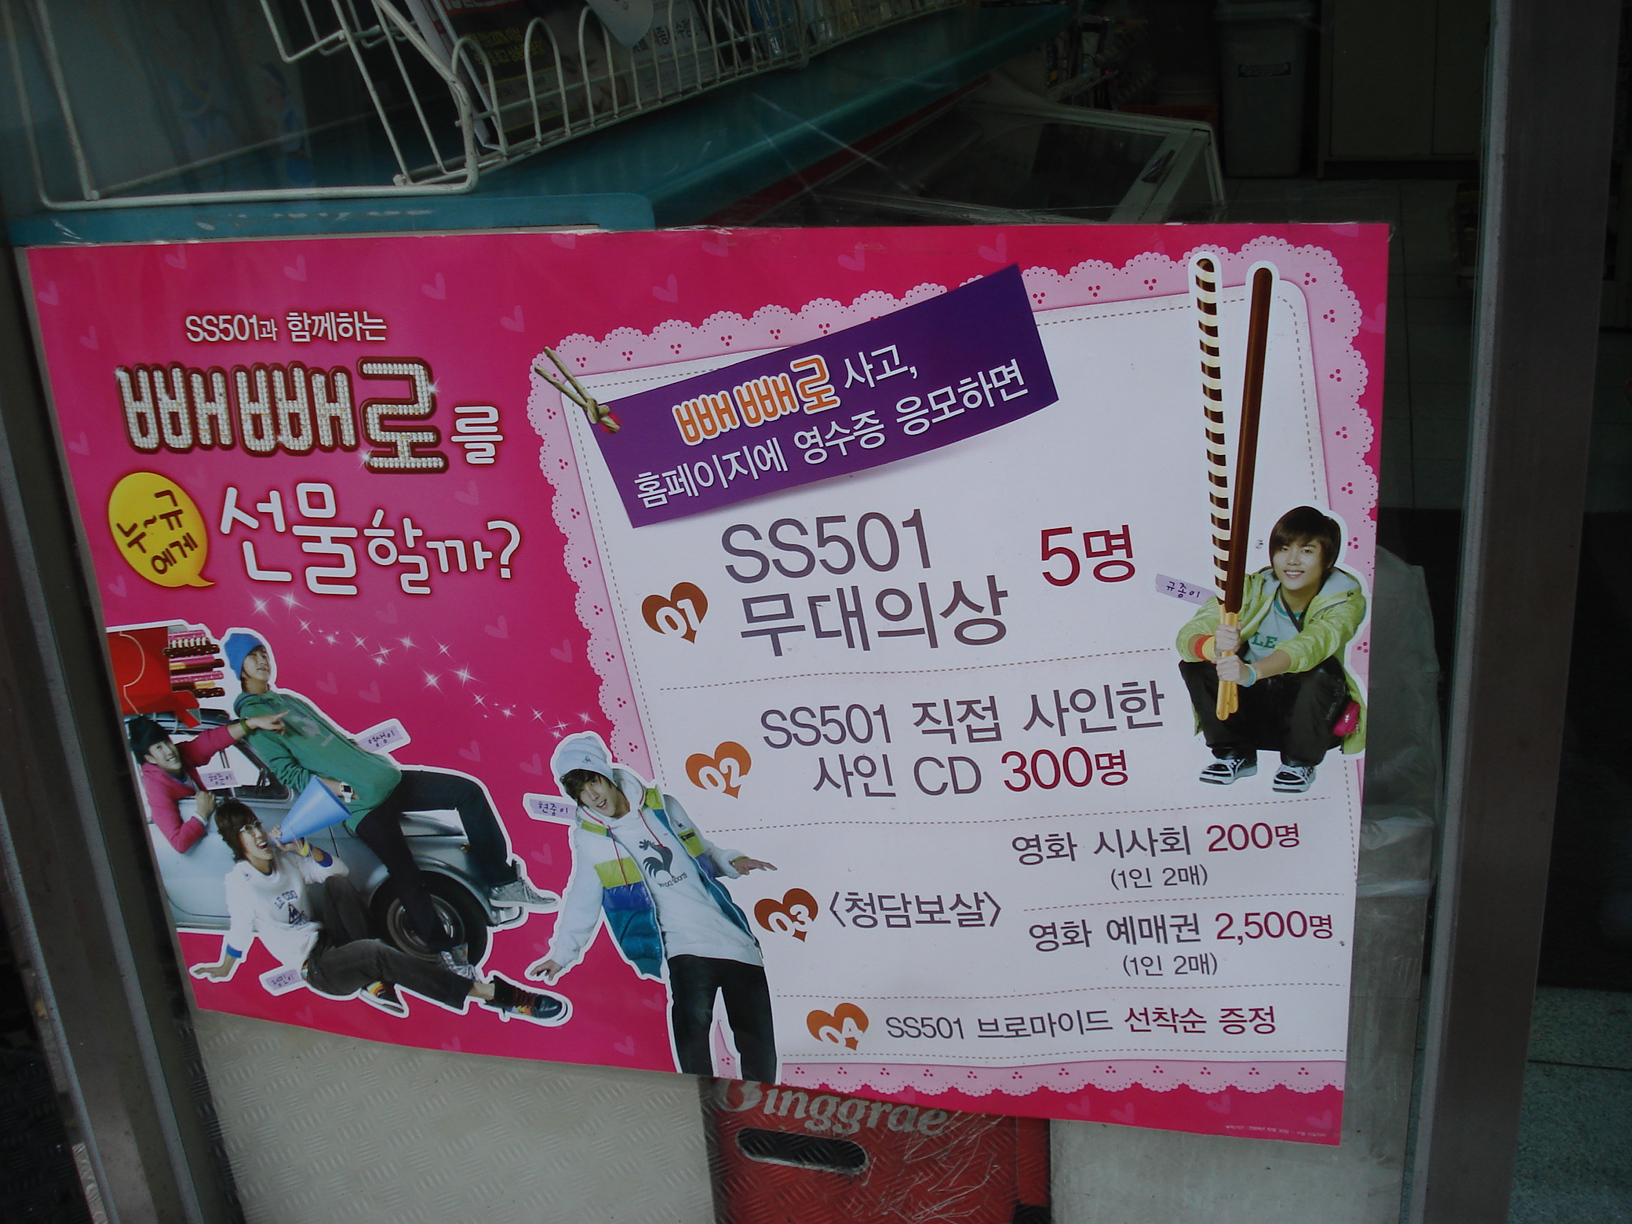 SS501과 함께하는
빼빼로를
누~규
에게
선물할까?
빼빼로 사고,
홈페이지에 영수증 응모하면
01
SS501
무대의상
5명
규종이
02
SS501 직접 사인한
사인 CD 300명
03
<청담보살>
영화 시사회 200명
(1인 2매)
영화 예매권 2,500명
(1인 2매)
04
SS501 브로마이드 선착순 증정
현중이
Binggrae